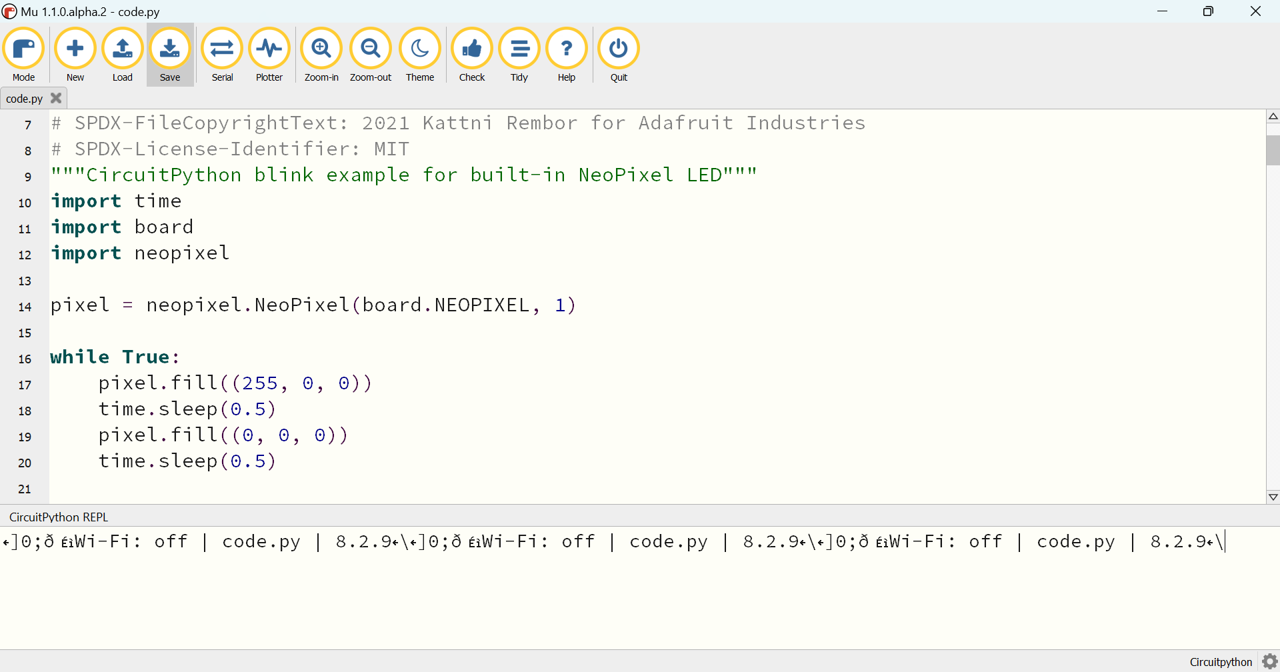 Mu 1.1.0.alpha.2 - code.py
Mode New Load Save Serial Plotter Zoom-in Zoom-out Theme Check Tidy Help Quit
code.py
7 # SPDX-FileCopyrightText: 2021 Kattni Rembor for Adafruit Industries
8 # SPDX-License-Identifier: MIT
9 """CircuitPython blink example for built-in NeoPixel LED"""
10 import time
11 import board
12 import neopixel
13
14 pixel = neopixel.NeoPixel(board.NEOPIXEL, 1)
15
16 while True:
17     pixel.fill((255, 0, 0))
18     time.sleep(0.5)
19     pixel.fill((0, 0, 0))
20     time.sleep(0.5)
21
CircuitPython REPL
←]0;ð £ìWi-Fi: off | code.py | 8.2.9←\←]0;ð £ìWi-Fi: off | code.py | 8.2.9←\←]0;ð £ìWi-Fi: off | code.py | 8.2.9←\
Circuitpython